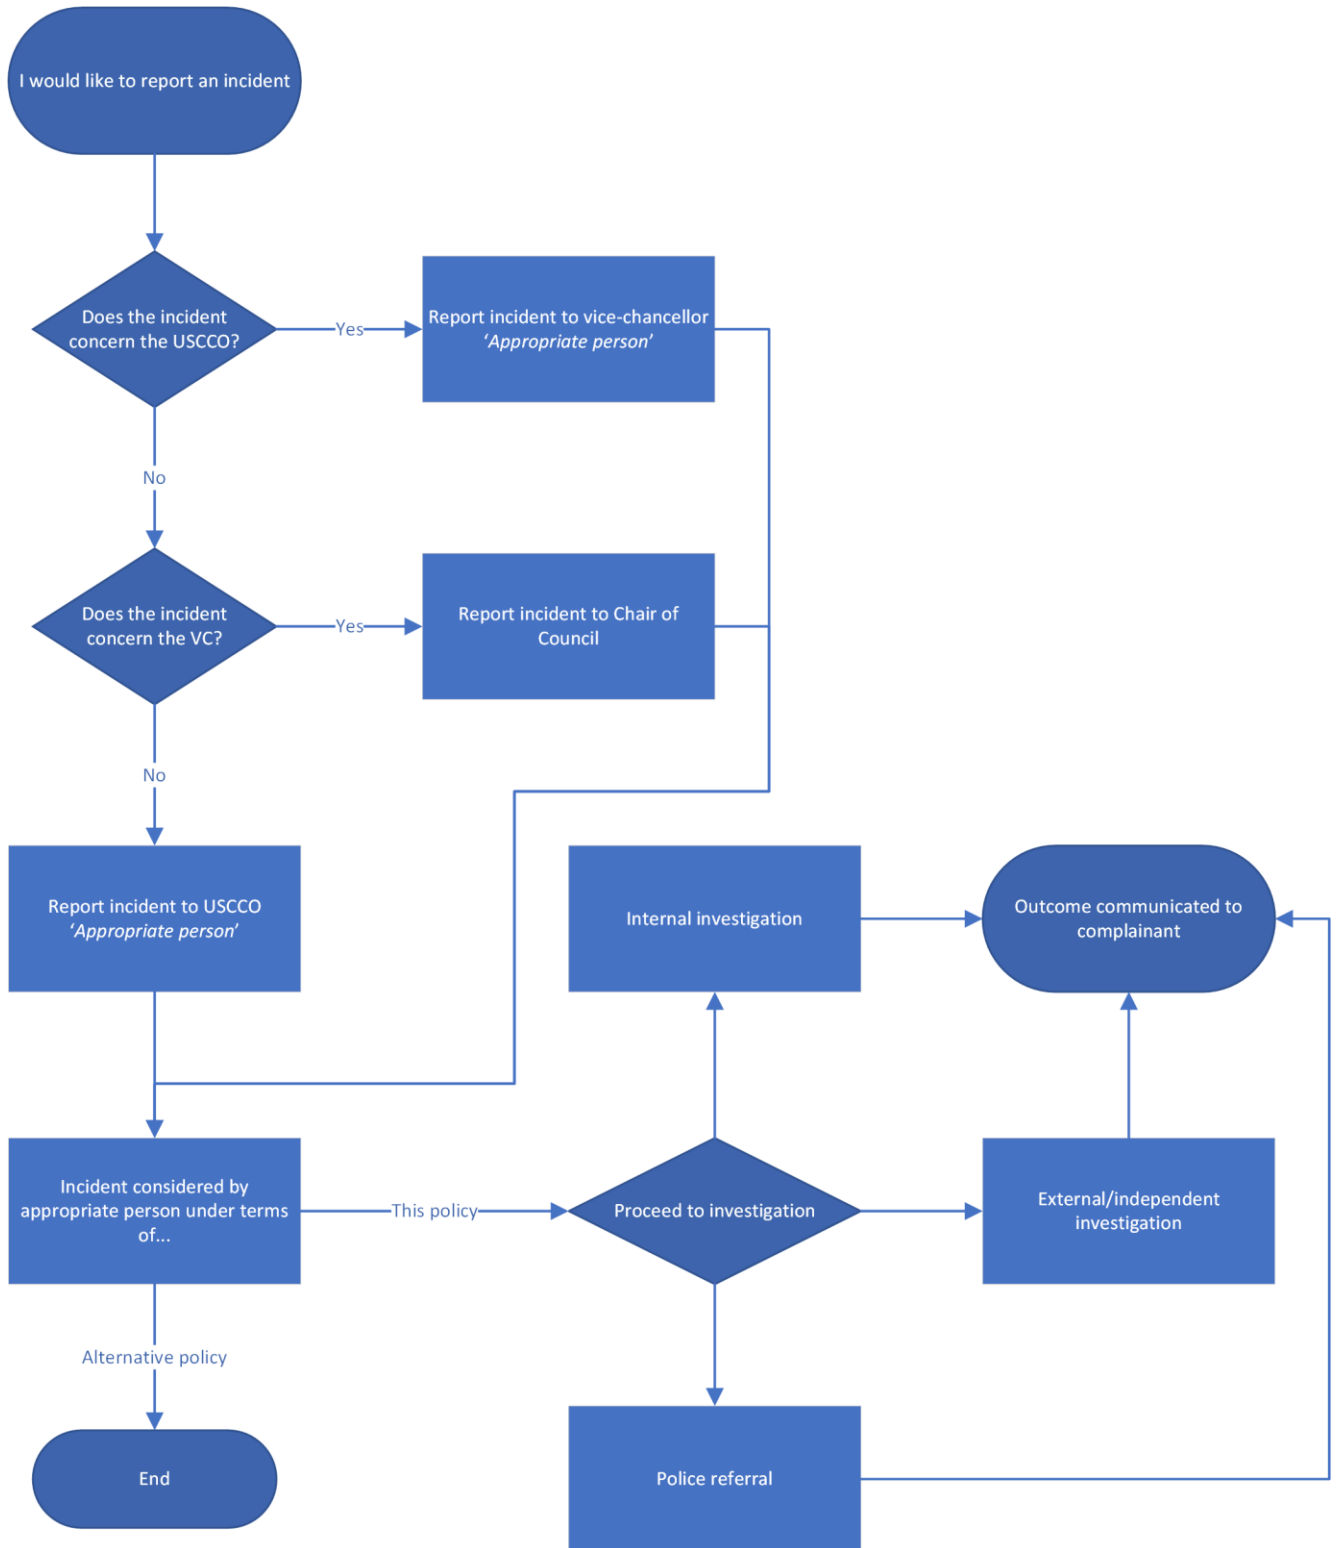 I would like to report an incident
Does the incident
concern the USCCO?
Yes
Report incident to vice-chancellor
‘Appropriate person’
No
Does the incident
concern the VC?
Yes
Report incident to Chair of
Council
No
Report incident to USCCO
‘Appropriate person’
Internal investigation
Outcome communicated to
complainant
Incident considered by
appropriate person under terms
of...
This policy
Proceed to investigation
External/independent
investigation
Alternative policy
End
Police referral